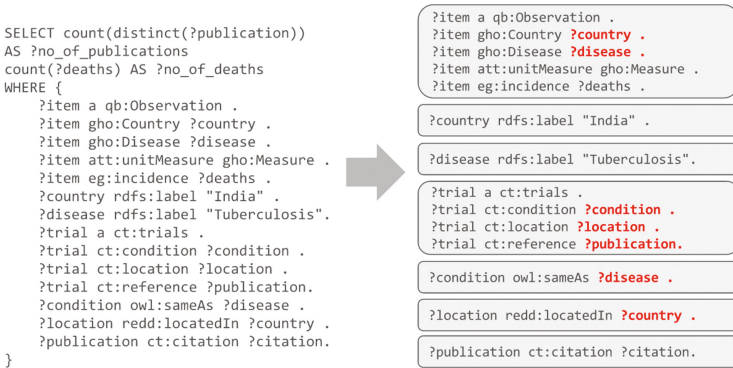 SELECT count(distinct(?publication))
AS ?no_of_publications
count(?deaths) AS ?no_of_deaths
WHERE {
?item a qb:Observation .
?item gho:Country ?country .
?item gho:Disease ?disease .
?item att:unitMeasure gho:Measure .
?item eg:incidence ?deaths .
?country rdfs:label "India" .
?disease rdfs:label "Tuberculosis".
?trial a ct:trials .
?trial ct:condition ?condition .
?trial ct:location ?location .
?trial ct:reference ?publication.
?condition owl:sameAs ?disease .
?location redd:locatedIn ?country .
?publication ct:citation ?citation.
}
?item a qb:Observation .
?item gho:Country ?country .
?item gho:Disease ?disease .
?item att:unitMeasure gho:Measure .
?item eg:incidence ?deaths .
?country rdfs:label "India" .
?disease rdfs:label "Tuberculosis".
?trial a ct:trials .
?trial ct:condition ?condition .
?trial ct:location ?location .
?trial ct:reference ?publication.
?condition owl:sameAs ?disease .
?location redd:locatedIn ?country .
?publication ct:citation ?citation.